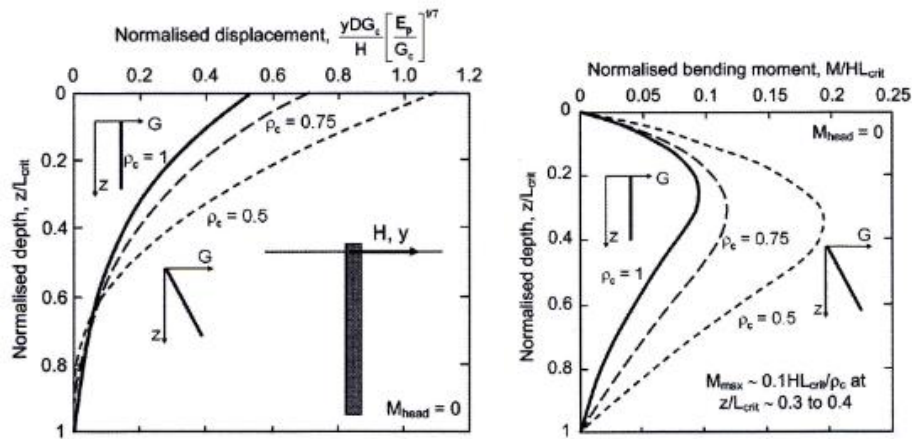 Normalised displacement, yDG_c/H [E_p/G_c]^1/7
0 0.2 0.4 0.6 0.8 1.0 1.2
Normalised depth, z/L_crit
0
0.2
0.4
0.6
0.8
1
G
z
ρ_c = 1
ρ_c = 0.75
ρ_c = 0.5
G
z
H, y
M_head = 0
Normalised bending moment, M/HL_crit
0 0.05 0.1 0.15 0.2 0.25
Normalised depth, z/L_crit
0
0.2
0.4
0.6
0.8
1
M_head = 0
G
z
ρ_c = 1
ρ_c = 0.75
ρ_c = 0.5
G
z
M_max ~ 0.1HL_crit/ρ_c at
z/L_crit ~ 0.3 to 0.4